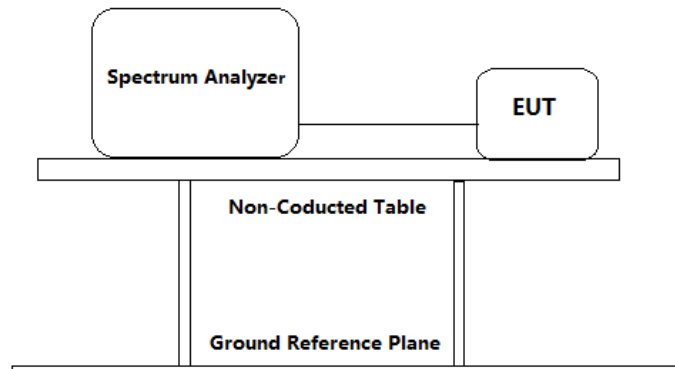 Spectrum Analyzer
EUT
Non-Coducted Table
Ground Reference Plane